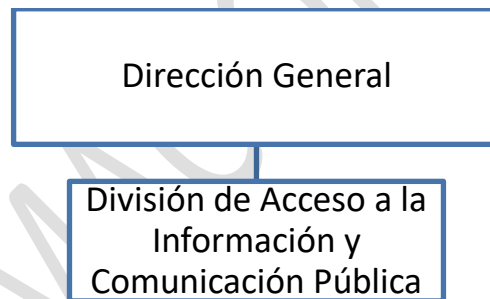 Dirección General
División de Acceso a la
Información y
Comunicación Pública